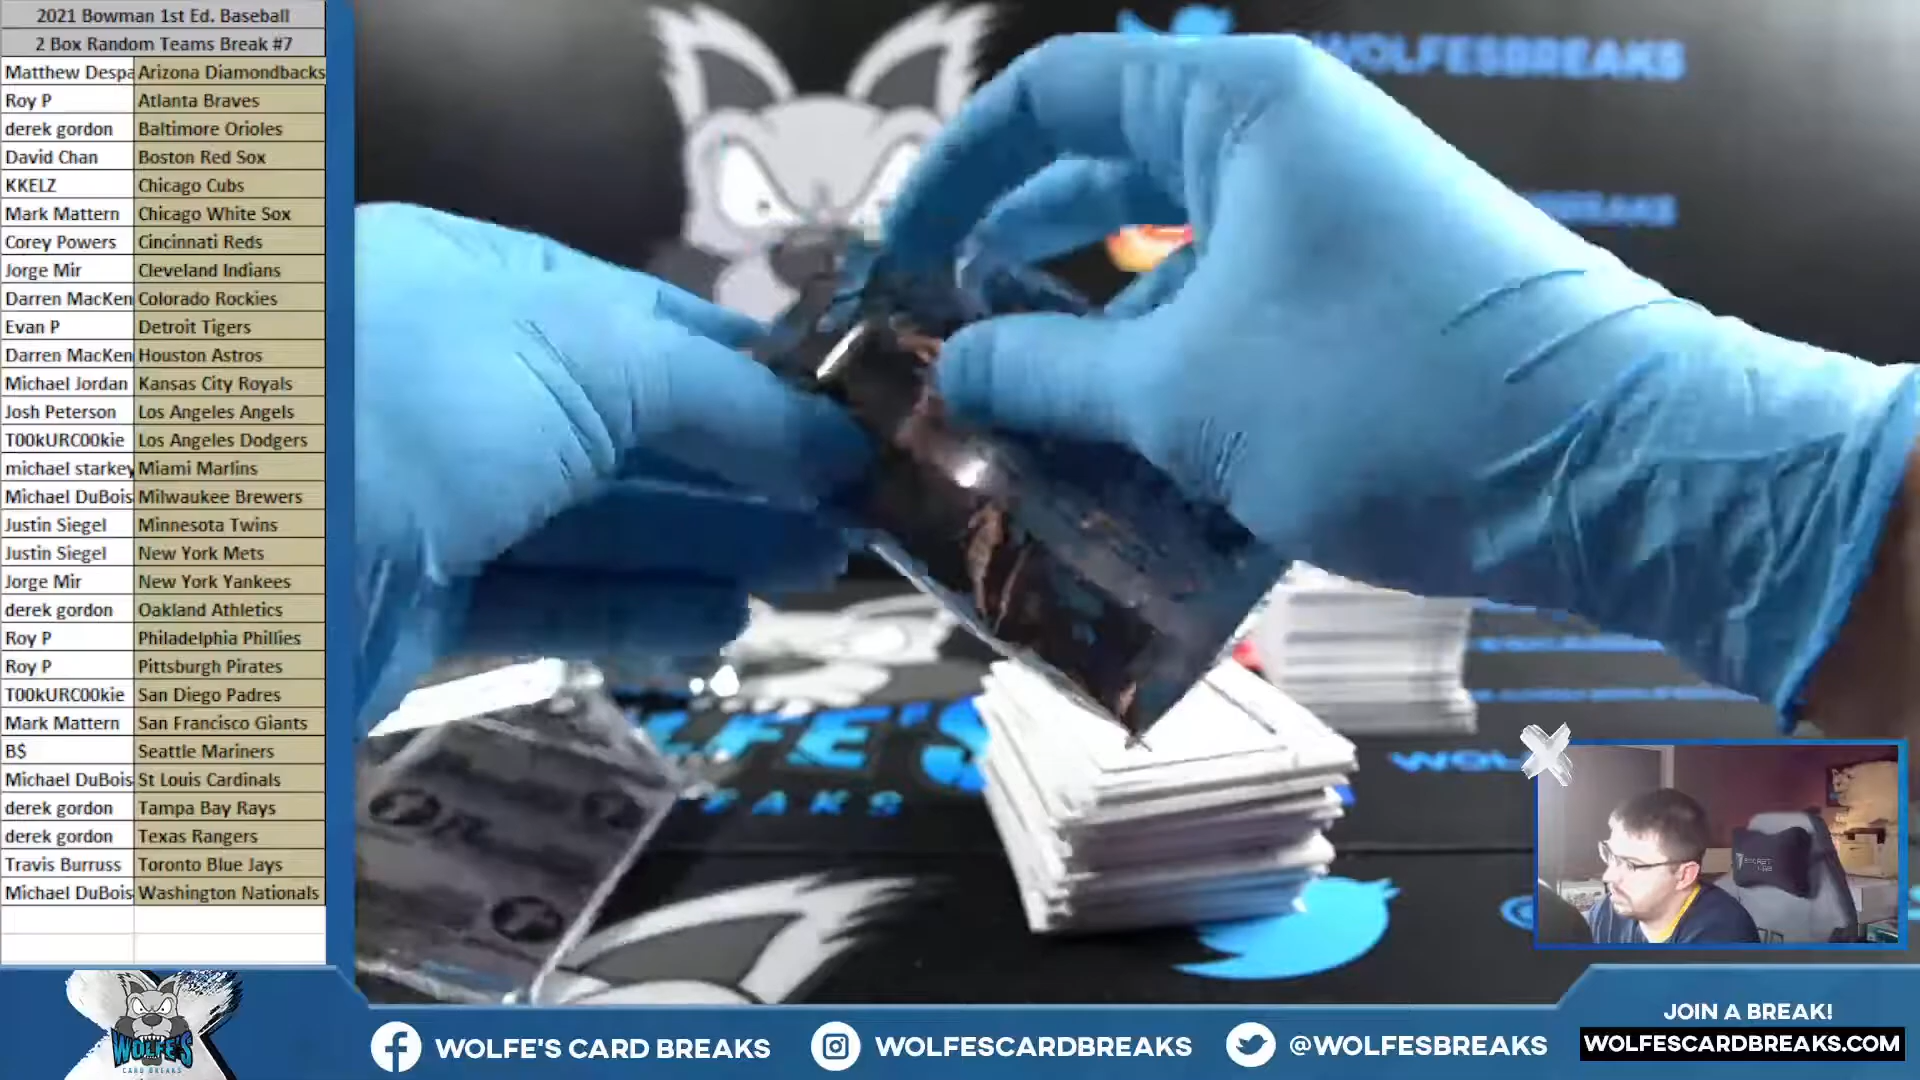 2021 Bowman 1st Ed. Baseball
2 Box Random Teams Break #7
Matthew Despa Arizona Diamondbacks
Roy P Atlanta Braves
derek gordon Baltimore Orioles
David Chan Boston Red Sox
KKELZ Chicago Cubs
Mark Mattern Chicago White Sox
Corey Powers Cincinnati Reds
Jorge Mir Cleveland Indians
Darren MacKen Colorado Rockies
Evan P Detroit Tigers
Darren MacKen Houston Astros
Michael Jordan Kansas City Royals
Josh Peterson Los Angeles Angels
T00kURC00kie Los Angeles Dodgers
michael starkey Miami Marlins
Michael DuBois Milwaukee Brewers
Justin Siegel Minnesota Twins
Justin Siegel New York Mets
Jorge Mir New York Yankees
derek gordon Oakland Athletics
Roy P Philadelphia Phillies
Roy P Pittsburgh Pirates
T00kURC00kie San Diego Padres
Mark Mattern San Francisco Giants
B$ Seattle Mariners
Michael DuBois St Louis Cardinals
derek gordon Tampa Bay Rays
derek gordon Texas Rangers
Travis Burruss Toronto Blue Jays
Michael DuBois Washington Nationals
WOLFESBREAKS
BREAKS
LFE'S
EAKS
WOL
WOLFE'S
CARD BREAKS
WOLFE'S CARD BREAKS
WOLFESCARDBREAKS
@WOLFESBREAKS
JOIN A BREAK!
WOLFESCARDBREAKS.COM